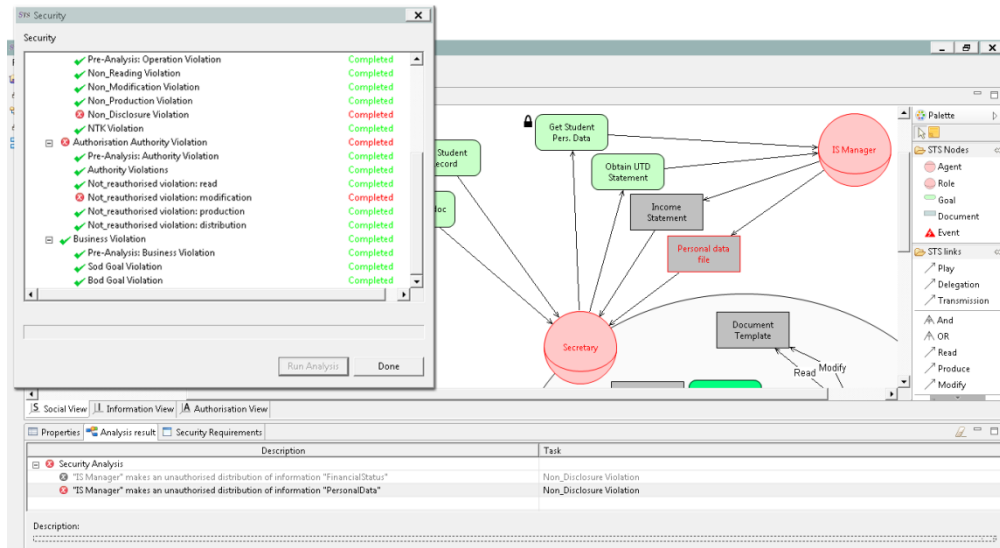 STS Security
Security
Pre-Analysis: Operation Violation Completed
Non_Reading Violation Completed
Non_Modification Violation Completed
Non_Production Violation Completed
Non_Disclosure Violation Completed
NTK Violation Completed
Authorisation Authority Violation Completed
Pre-Analysis: Authority Violation Completed
Authority Violations Completed
Not_reauthorised violation: read Completed
Not_reauthorised violation: modification Completed
Not_reauthorised violation: production Completed
Not_reauthorised violation: distribution Completed
Business Violation Completed
Pre-Analysis: Business Violation Completed
Sod Goal Violation Completed
Bod Goal Violation Completed
Run Analysis Done
Student
Get Student
Pers. Data
Obtain UTD
Statement
IS Manager
Income
Statement
Personal data
file
Secretary
Document
Template
Read Modify
Palette
STS Nodes
Agent
Role
Goal
Document
Event
STS links
Play
Delegation
Transmission
And
OR
Read
Produce
Modify
Social View Information View Authorisation View
Properties Analysis result Security Requirements
Description Task
Security Analysis
"IS Manager" makes an unauthorised distribution of information "FinancialStatus" Non_Disclosure Violation
"IS Manager" makes an unauthorised distribution of information "PersonalData" Non_Disclosure Violation
Description: